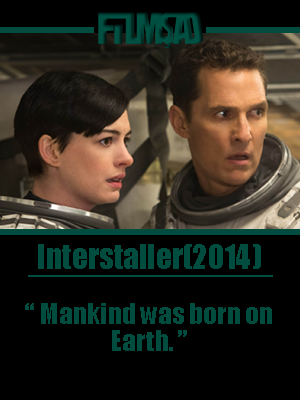 FILMSAD
Interstaller(2014)
“ Mankind was born on
Earth. ”